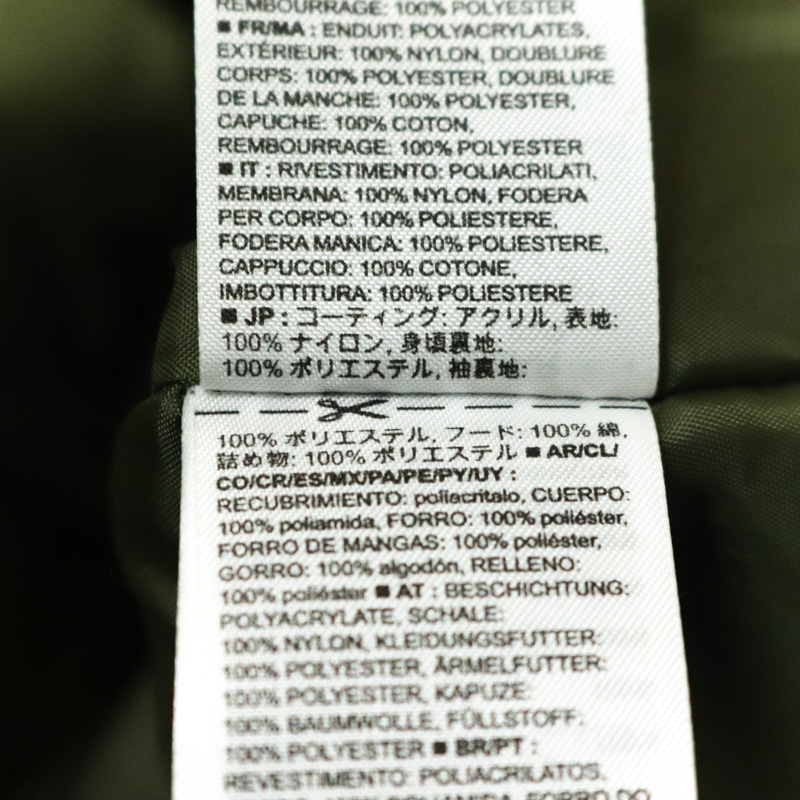 REMBOURRAGE: 100% POLYESTER
■ FR/MA : ENDUIT: POLYACRYLATES,
EXTÉRIEUR: 100% NYLON, DOUBLURE
CORPS: 100% POLYESTER, DOUBLURE
DE LA MANCHE: 100% POLYESTER,
CAPUCHE: 100% COTON,
REMBOURRAGE: 100% POLYESTER
■ IT : RIVESTIMENTO: POLIACRILATI,
MEMBRANA: 100% NYLON, FODERA
PER CORPO: 100% POLIESTERE,
FODERA MANICA: 100% POLIESTERE,
CAPPUCCIO: 100% COTONE,
IMBOTTITURA: 100% POLIESTERE
■ JP : コーティング: アクリル, 表地:
100% ナイロン, 身頃裏地:
100% ポリエステル, 袖裏地:
100% ポリエステル, フード: 100% 綿,
詰め物: 100% ポリエステル ■ AR/CL/
CO/CR/ES/MX/PA/PE/PY/UY :
RECUBRIMIENTO: poliacrilato, CUERPO:
100% poliamida, FORRO: 100% poliéster,
FORRO DE MANGAS: 100% poliéster,
GORRO: 100% algodón, RELLENO:
100% poliéster ■ AT : BESCHICHTUNG:
POLYACRYLATE, SCHALE:
100% NYLON, KLEIDUNGSFUTTER:
100% POLYESTER, ÄRMELFUTTER:
100% POLYESTER, KAPUZE:
100% BAUMWOLLE, FÜLLSTOFF:
100% POLYESTER ■ BR/PT :
REVESTIMENTO: POLIACRILATOS,
100% POLIAMIDA, FORRO DO